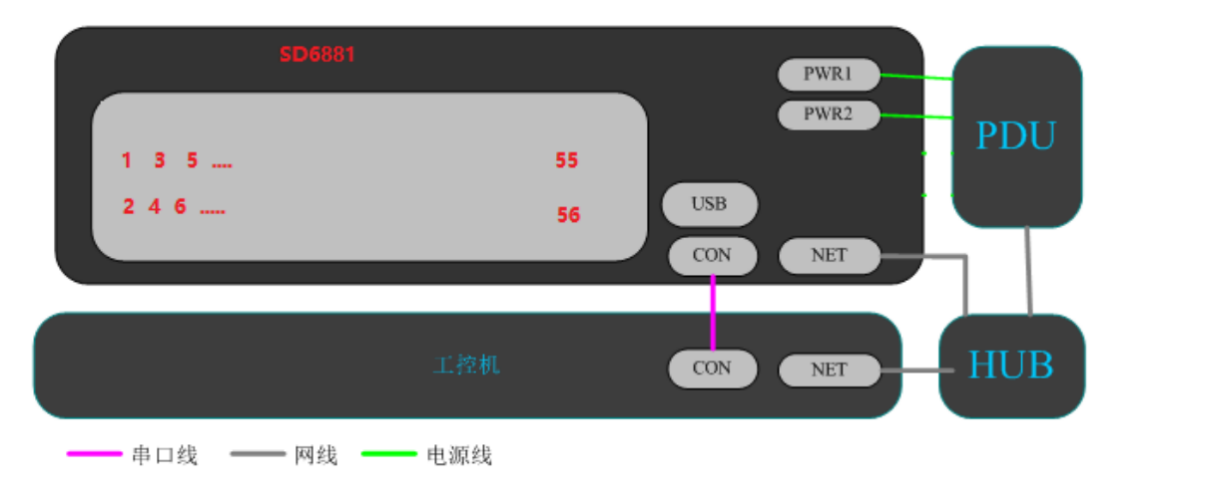 SD6881
PWR1
PWR2
PDU
1 3 5 .... 55
2 4 6 ..... 56
USB
CON NET
工控机 CON NET
HUB
串口线 网线 电源线